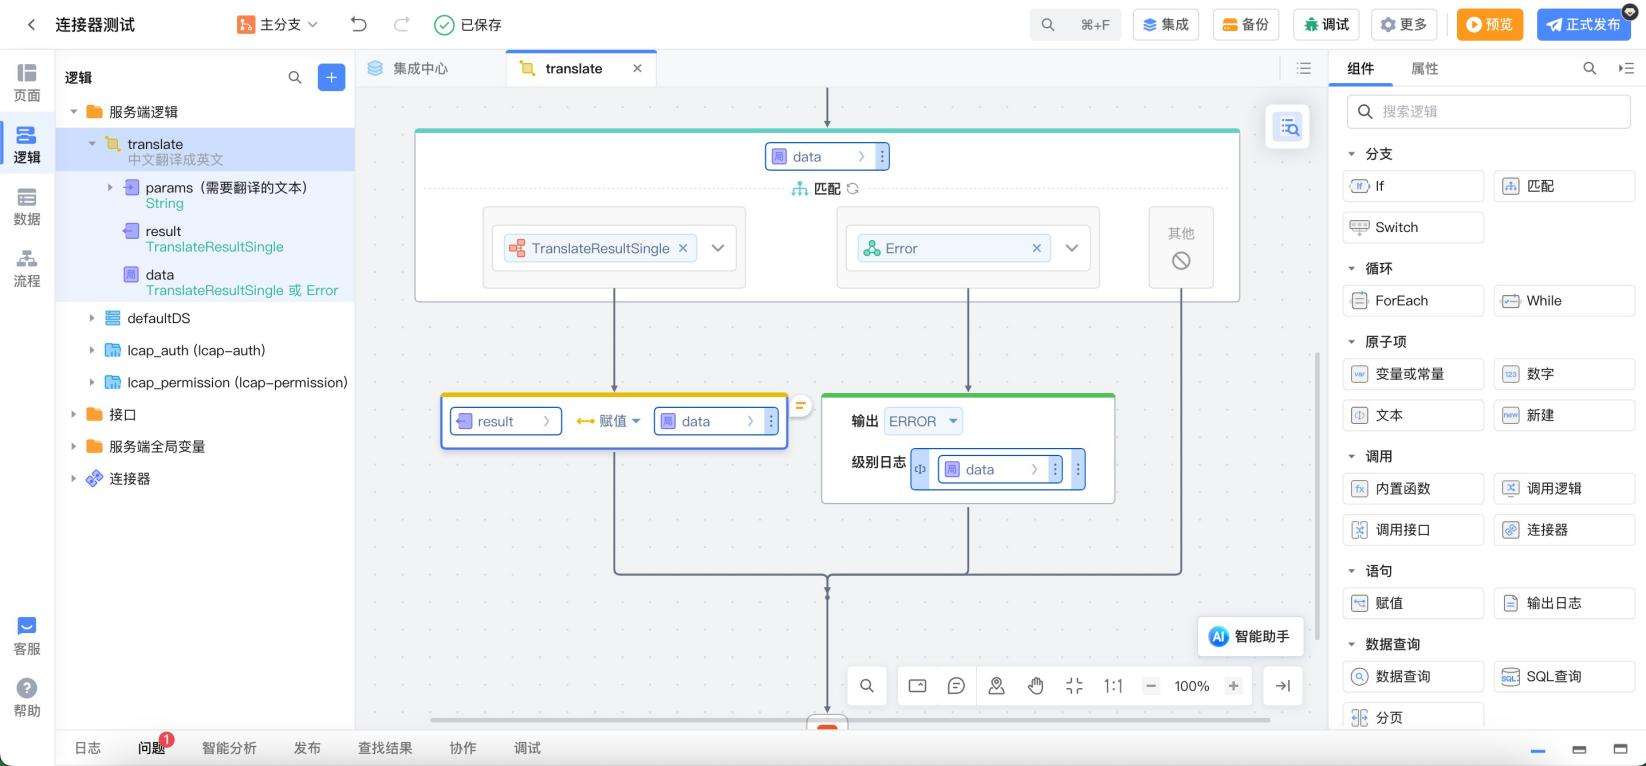 连接器测试
主分支
已保存
⌘+F
集成
备份
调试
更多
预览
正式发布
页面
逻辑
数据
流程
客服
帮助
逻辑
服务端逻辑
translate
中文翻译成英文
params（需要翻译的文本）
String
result
TranslateResultSingle
data
TranslateResultSingle 或 Error
defaultDS
lcap_auth (lcap-auth)
lcap_permission (lcap-permission)
接口
服务端全局变量
连接器
集成中心
translate
局 data
匹配
TranslateResultSingle
Error
其他
result
赋值
局 data
输出 ERROR
级别日志
局 data
AI 智能助手
1:1
100%
组件
属性
搜索逻辑
分支
If
匹配
Switch
循环
ForEach
While
原子项
var 变量或常量
123 数字
文本
new 新建
调用
fx 内置函数
调用逻辑
调用接口
连接器
语句
赋值
输出日志
数据查询
数据查询
SQL SQL查询
分页
日志
问题
1
智能分析
发布
查找结果
协作
调试